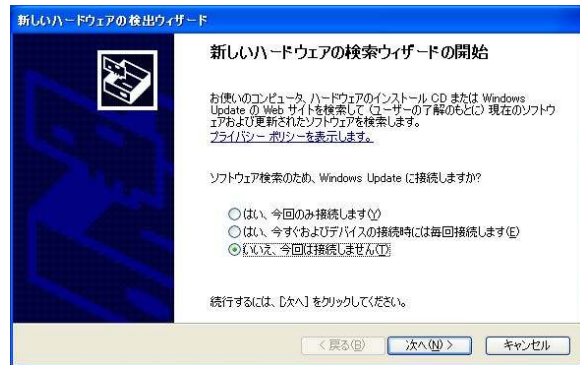 新しいハードウェアの検出ウィザード
新しいハードウェアの検索ウィザードの開始
お使いのコンピュータ、ハードウェアのインストール CD または Windows
Update の Web サイトを検索して (ユーザーの了解のもとに) 現在のソフトウ
ェアおよび更新されたソフトウェアを検索します。
プライバシー ポリシーを表示します。
ソフトウェア検索のため、Windows Update に接続しますか?
はい、今回のみ接続します(Y)
はい、今すぐおよびデバイスの接続時には毎回接続します(E)
いいえ、今回は接続しません(T)
続行するには、[次へ] をクリックしてください。
< 戻る(B)
次へ(N) >
キャンセル